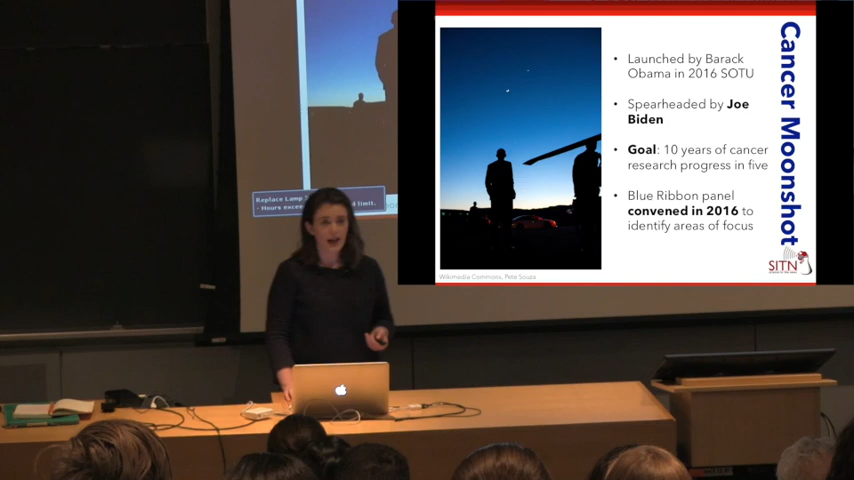 Cancer Moonshot
• Launched by Barack
Obama in 2016 SOTU
• Spearheaded by Joe
Biden
• Goal: 10 years of cancer
research progress in five
• Blue Ribbon panel
convened in 2016 to
identify areas of focus
Wikimedia Commons, Pete Souza
SITN
Replace Lamp
- Hours excee d limit.